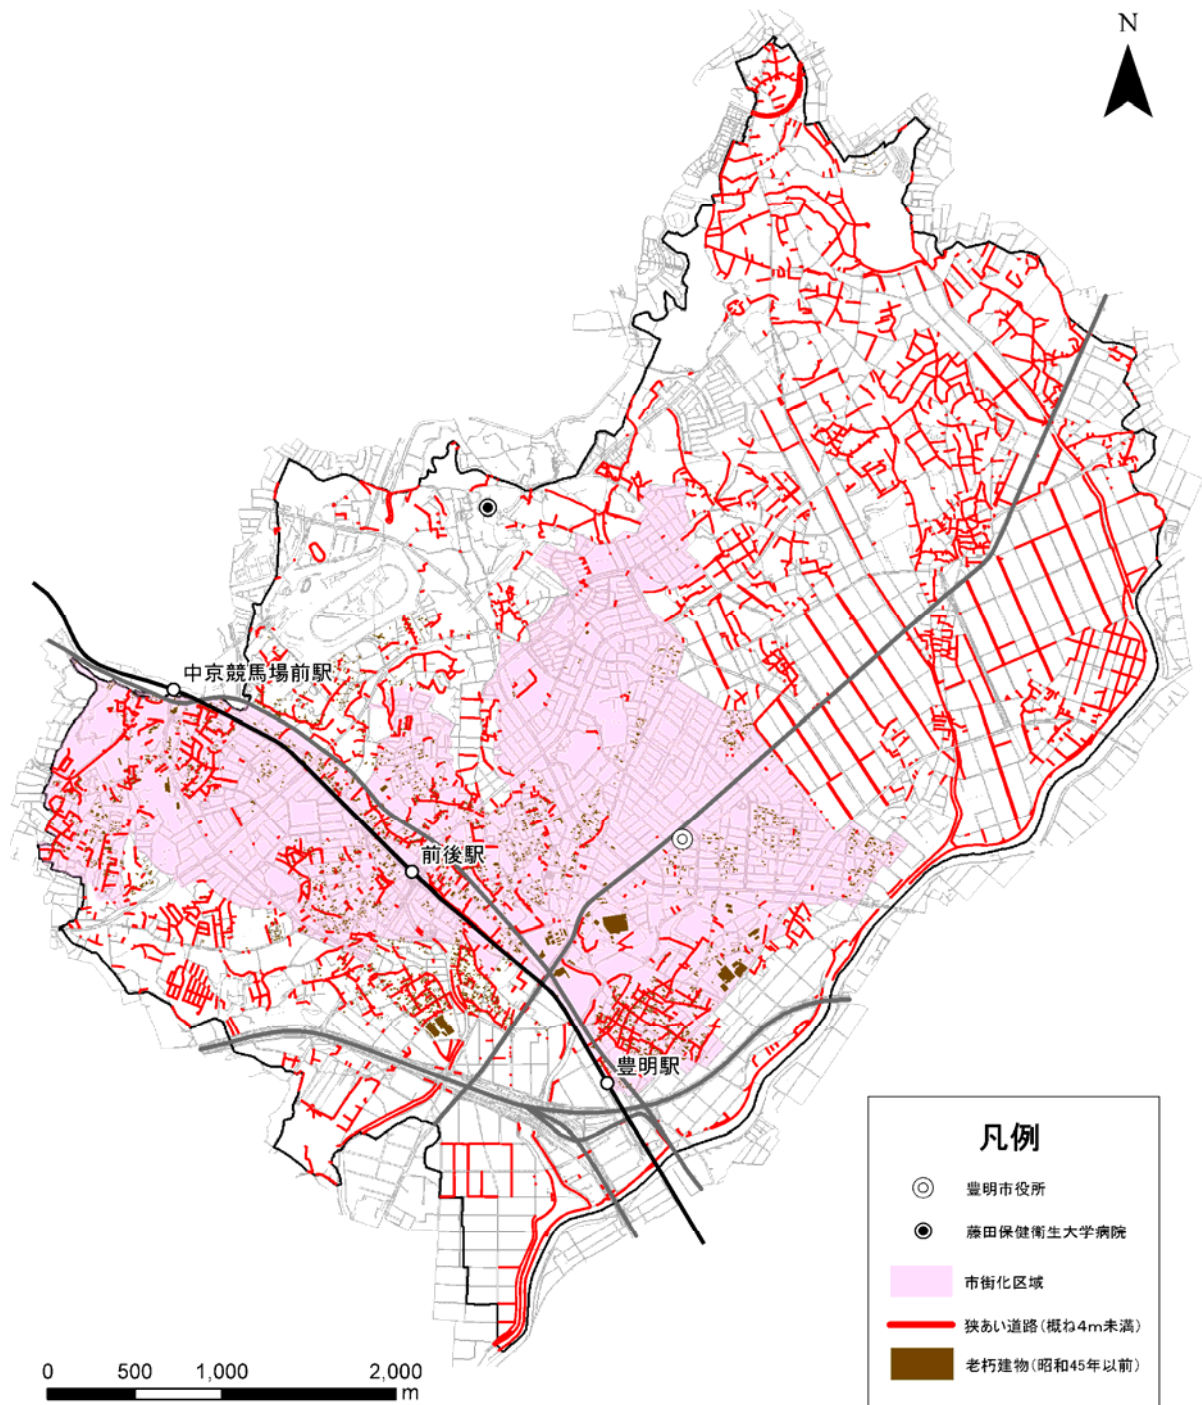 N
中京競馬場前駅
前後駅
豊明駅
凡例
豊明市役所
藤田保健衛生大学病院
市街化区域
狭あい道路(概ね4m未満)
老朽建物(昭和45年以前)
0 500 1,000 2,000
m